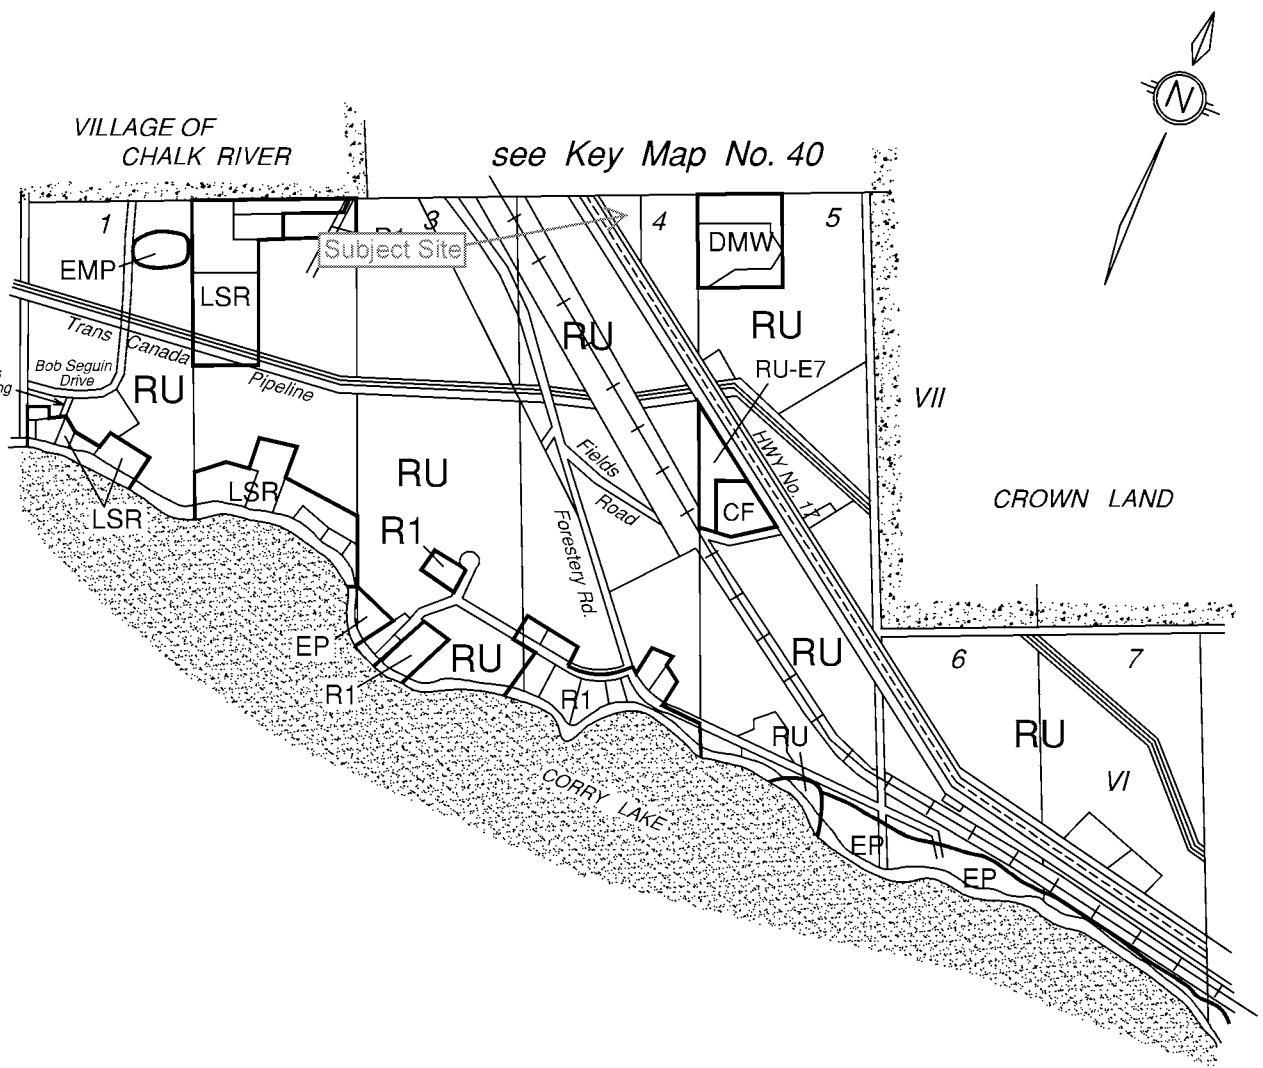 N
VILLAGE OF
CHALK RIVER
see Key Map No. 40
1
3
4
5
R1
Subject Site
DMW
EMP
LSR
RU
RU
Trans Canada Pipeline
RU-E7
Bob Seguin
Drive
RU
VII
HWY No. 17
Fields Road
RU
LSR
CF
CROWN LAND
LSR
R1
Forestery Rd.
EP
RU
RU
6
7
R1
R1
RU
RU
VI
CORRY LAKE
EP
EP